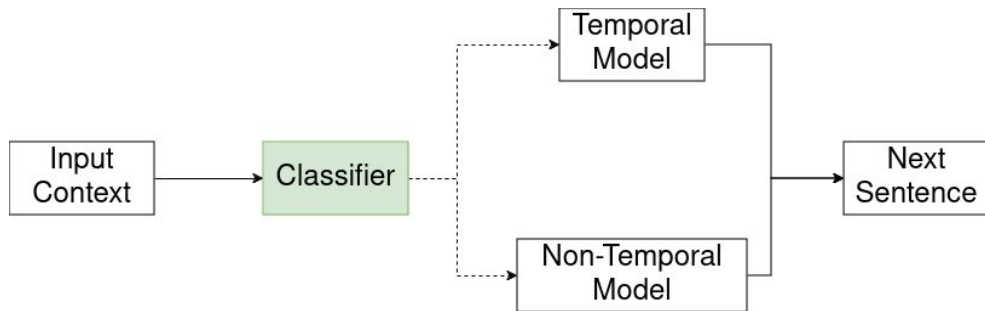 Input
Context
Classifier
Temporal
Model
Non-Temporal
Model
Next
Sentence